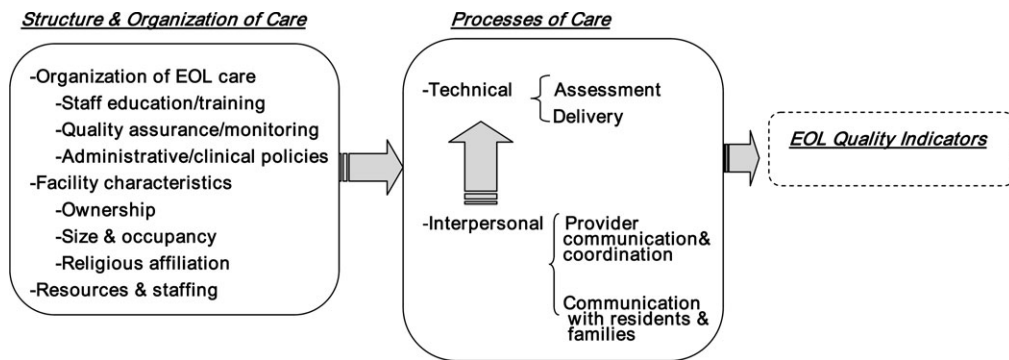 Structure & Organization of Care
-Organization of EOL care
-Staff education/training
-Quality assurance/monitoring
-Administrative/clinical policies
-Facility characteristics
-Ownership
-Size & occupancy
-Religious affiliation
-Resources & staffing
Processes of Care
-Technical
Assessment
Delivery
-Interpersonal
Provider
communication&
coordination
Communication
with residents &
families
EOL Quality Indicators